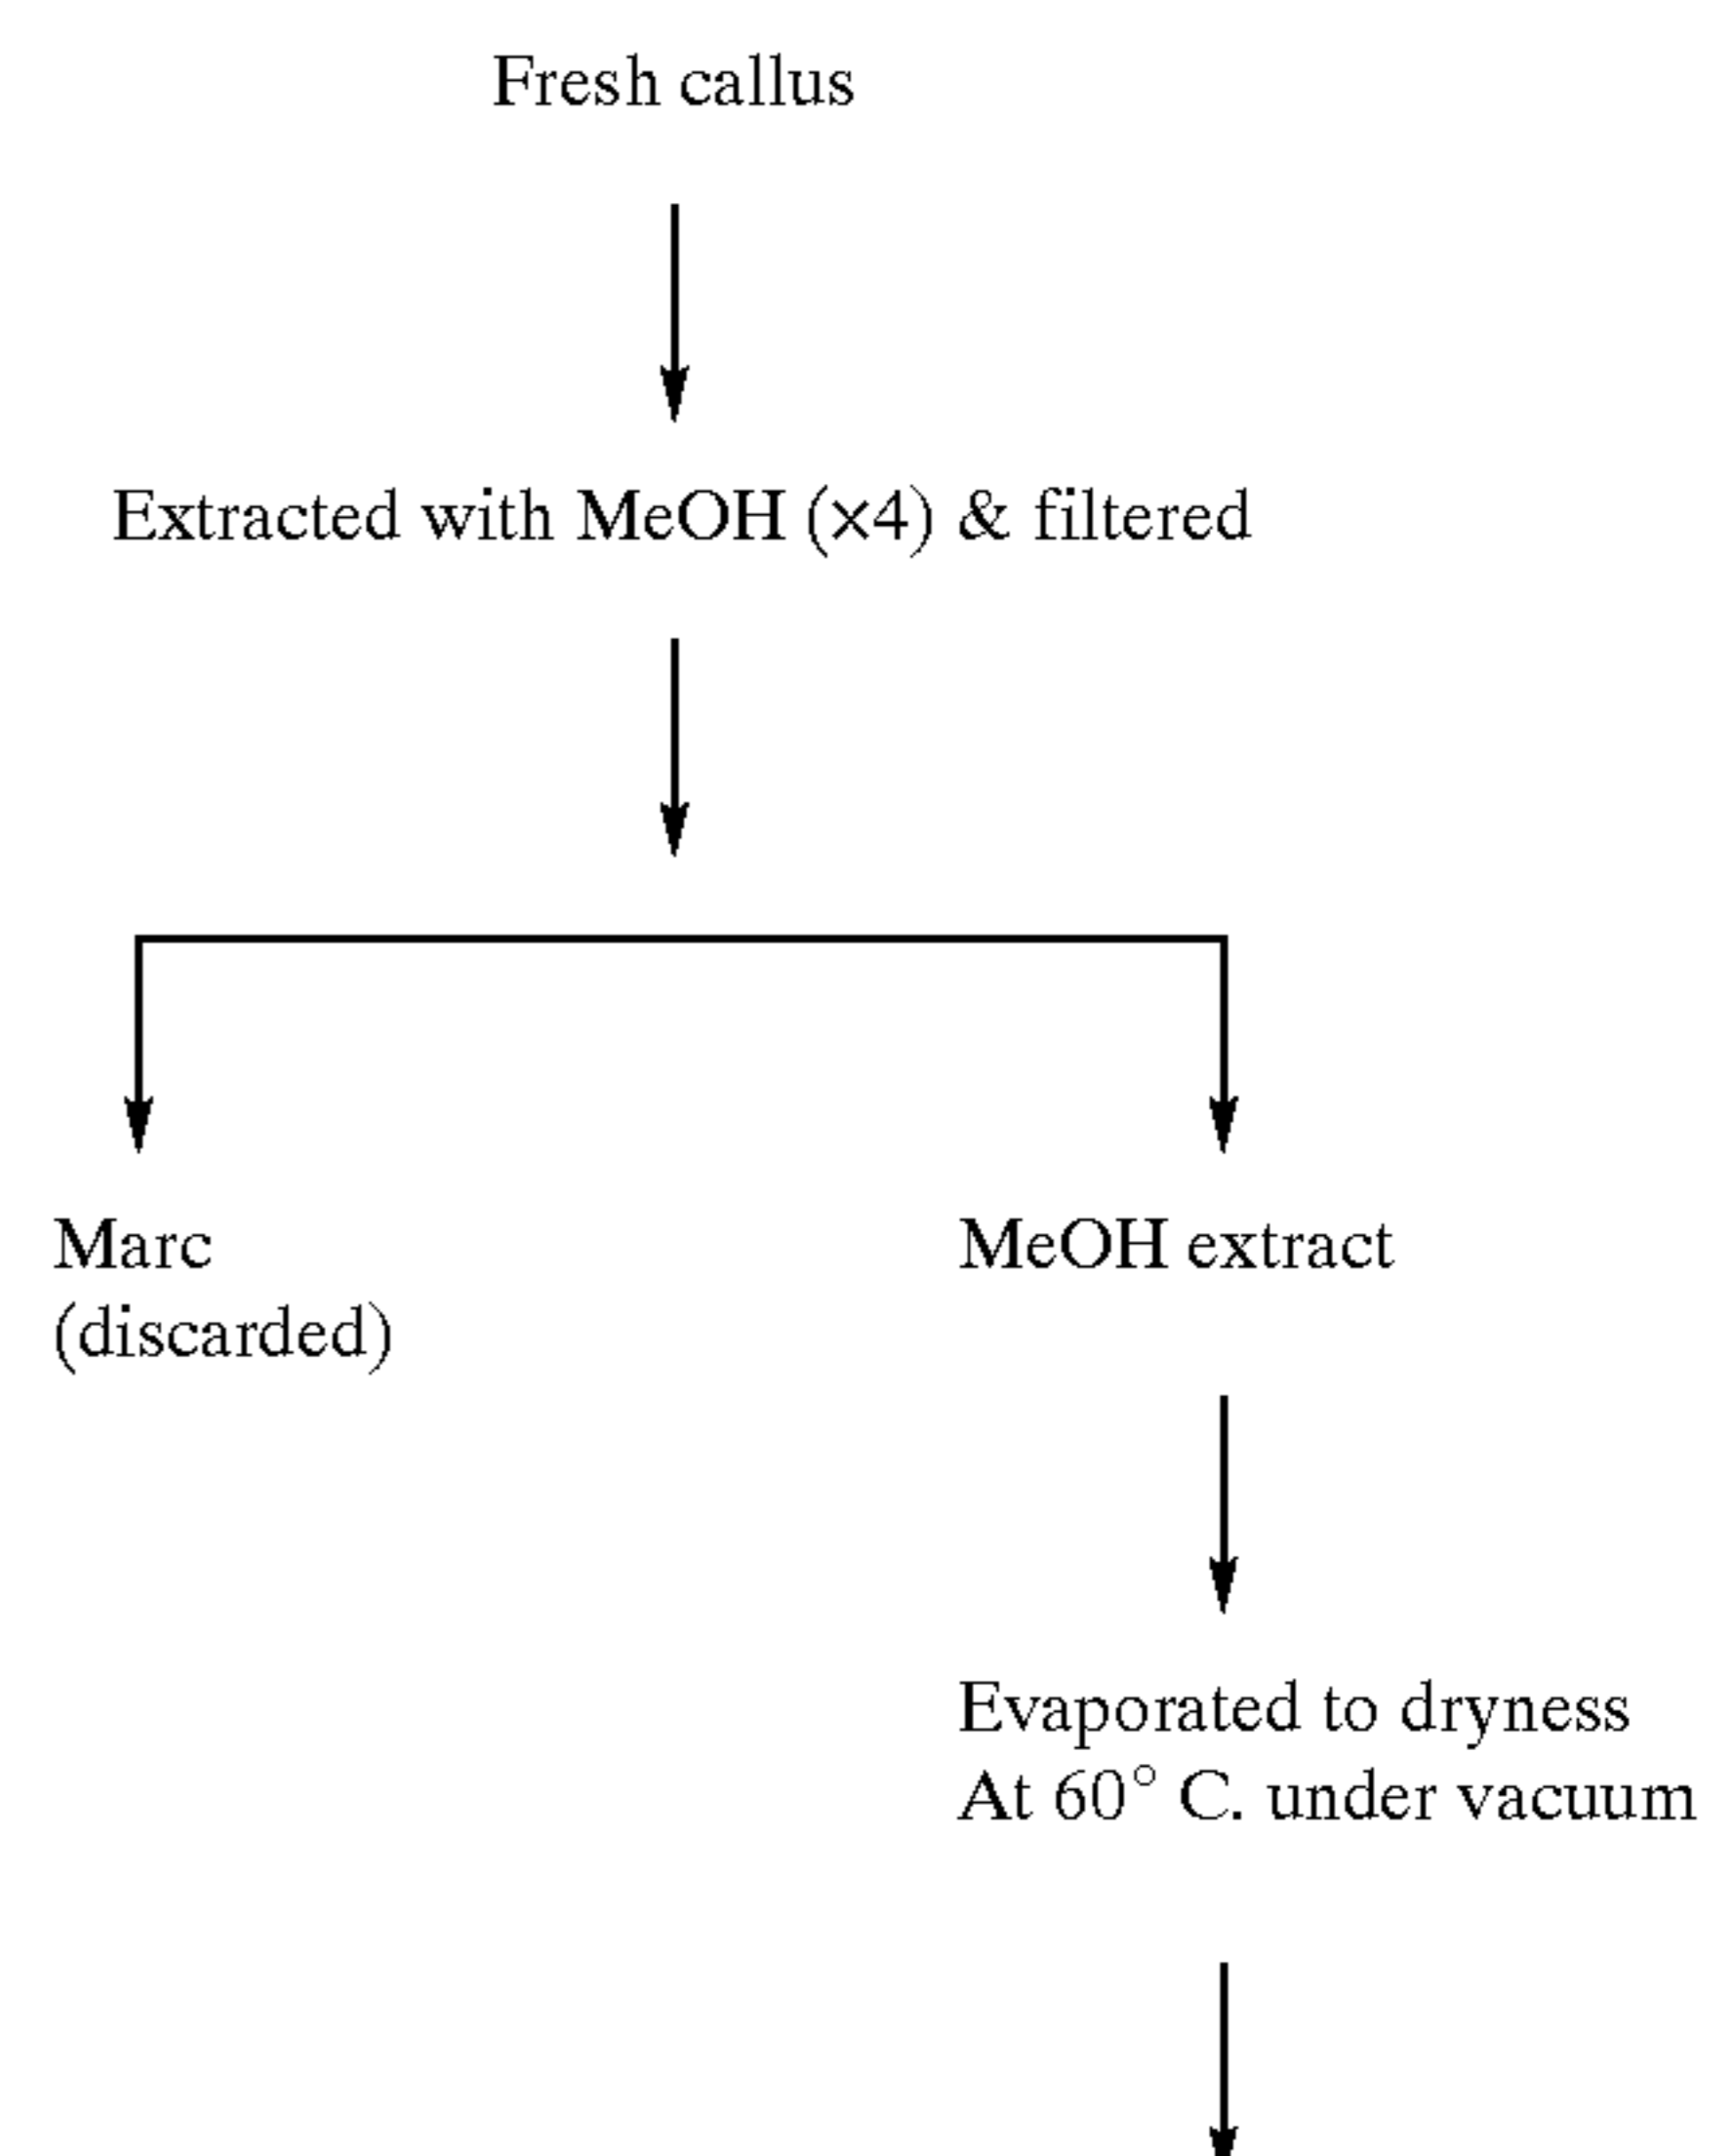 Fresh callus
Extracted with MeOH (×4) & filtered
Marc
(discarded)
MeOH extract
Evaporated to dryness
At 60° C. under vacuum